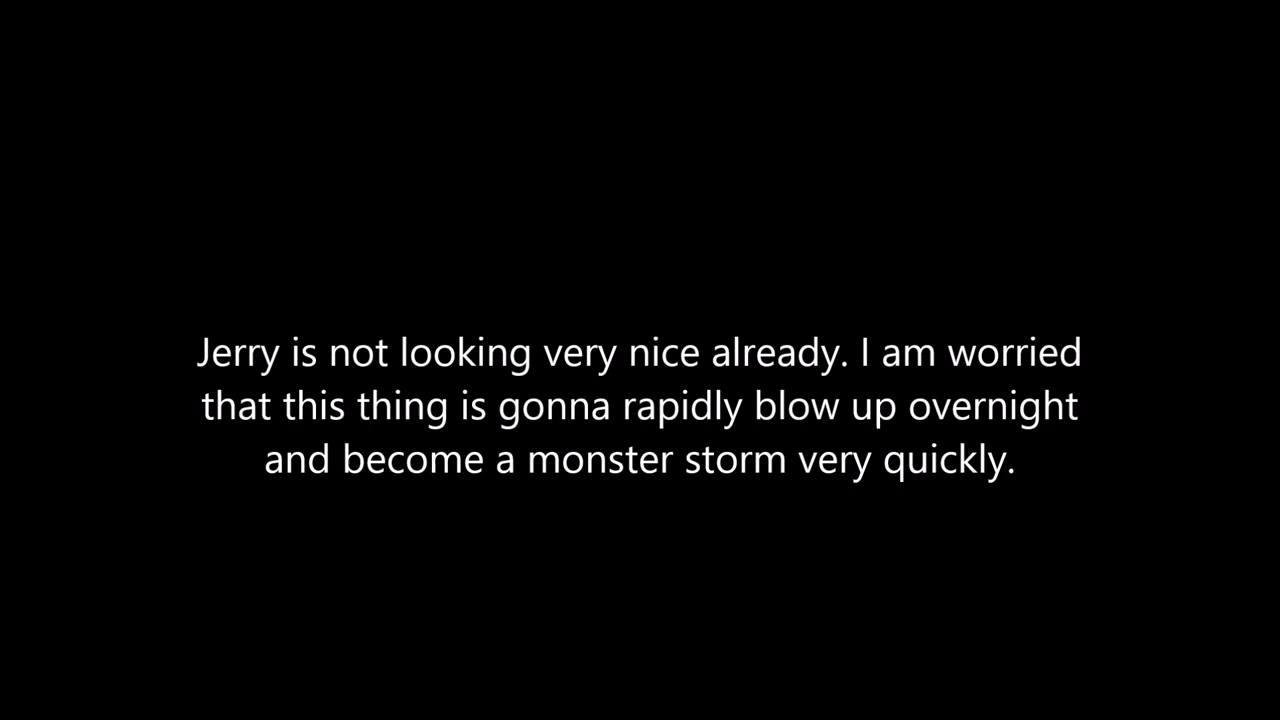 Jerry is not looking very nice already. I am worried
that this thing is gonna rapidly blow up overnight
and become a monster storm very quickly.